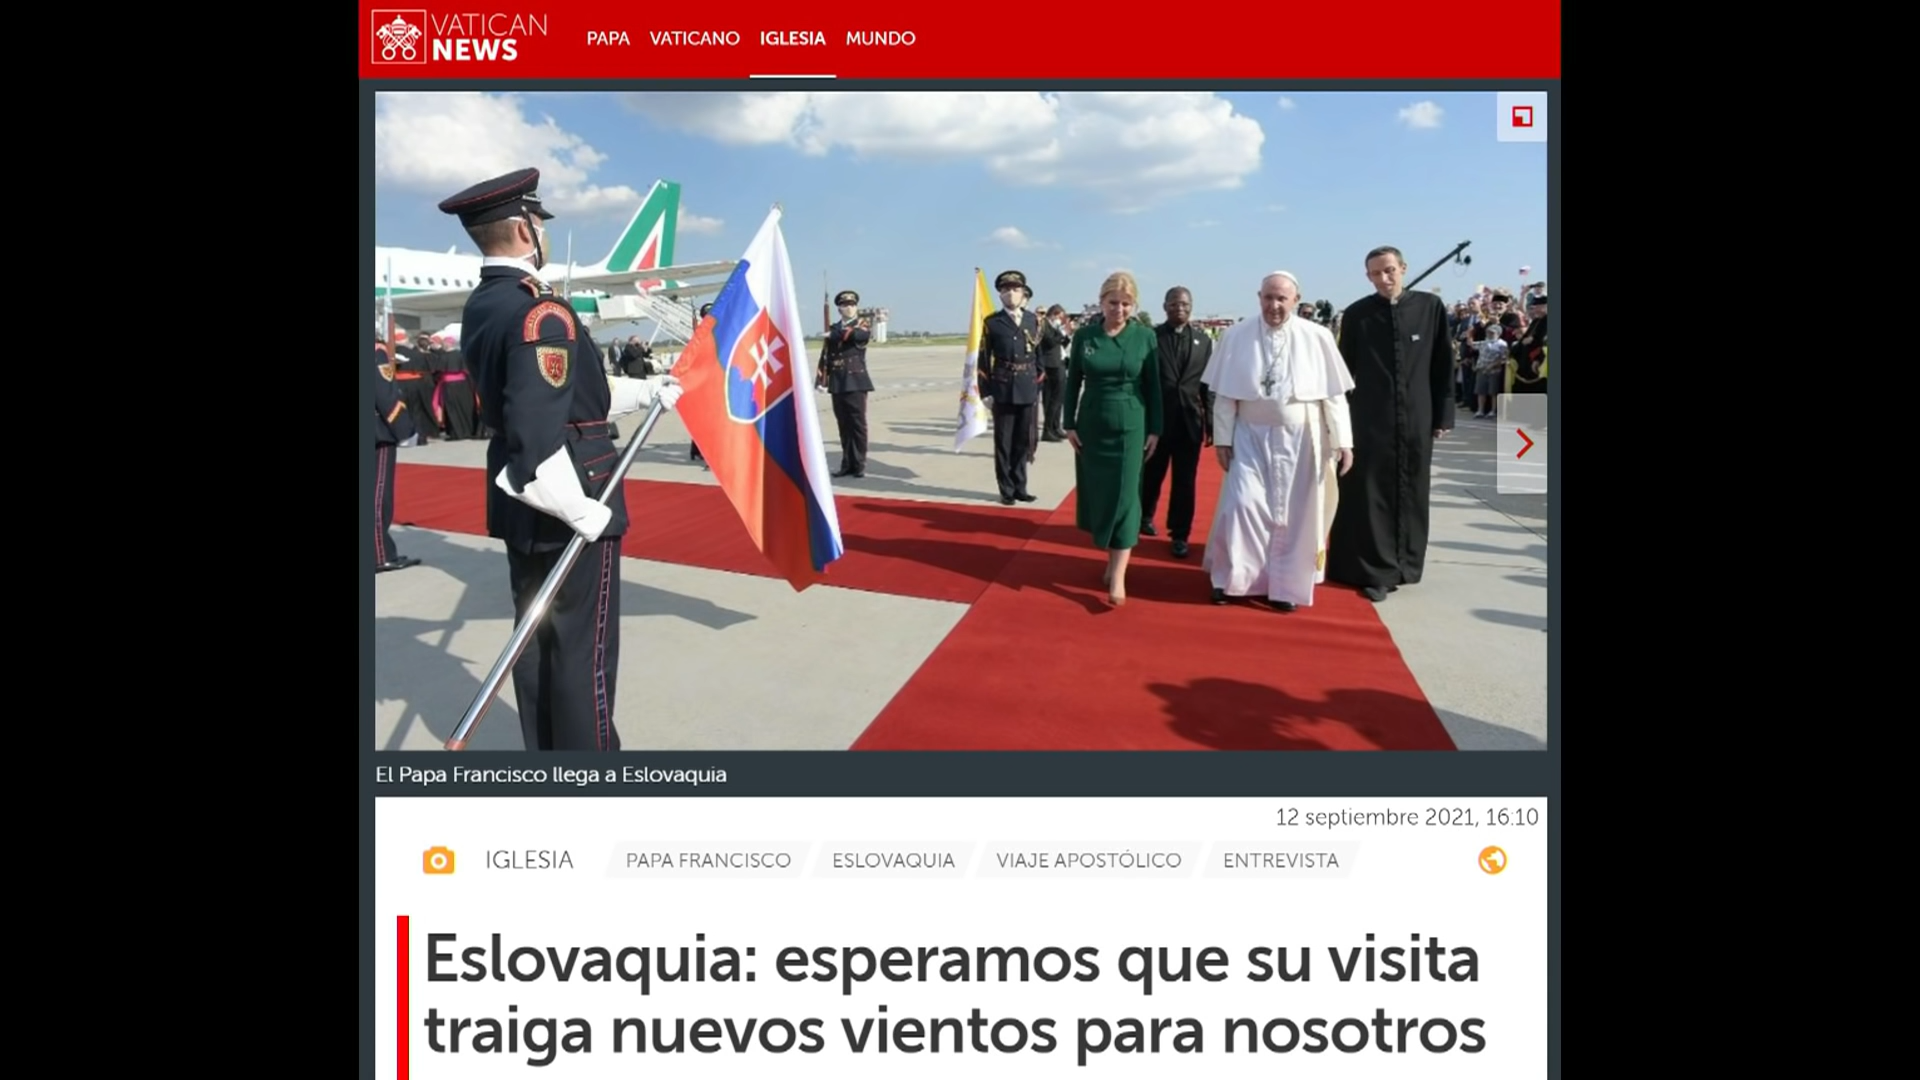 VATICAN
NEWS
PAPA VATICANO IGLESIA MUNDO
El Papa Francisco llega a Eslovaquia
12 septiembre 2021, 16:10
IGLESIA PAPA FRANCISCO ESLOVAQUIA VIAJE APOSTÓLICO ENTREVISTA
Eslovaquia: esperamos que su visita
traiga nuevos vientos para nosotros